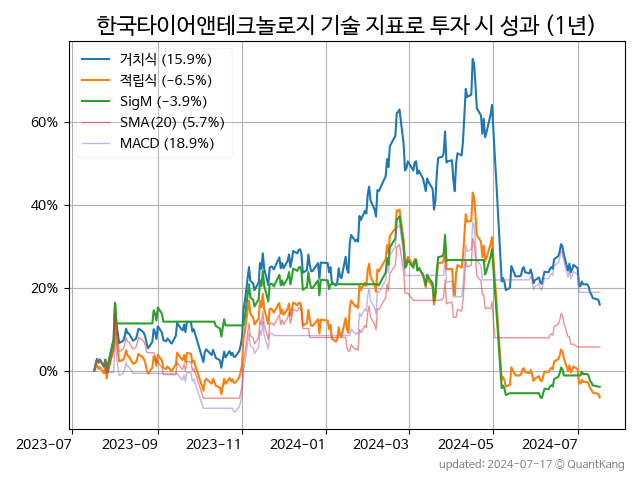 한국타이어앤테크놀로지 기술 지표로 투자 시 성과 (1년)
거치식 (15.9%)
적립식 (−6.5%)
SigM (−3.9%)
SMA(20) (5.7%)
MACD (18.9%)
60%
40%
20%
0%
2023-07 2023-09 2023-11 2024-01 2024-03 2024-05 2024-07
updated: 2024-07-17 © QuantKang